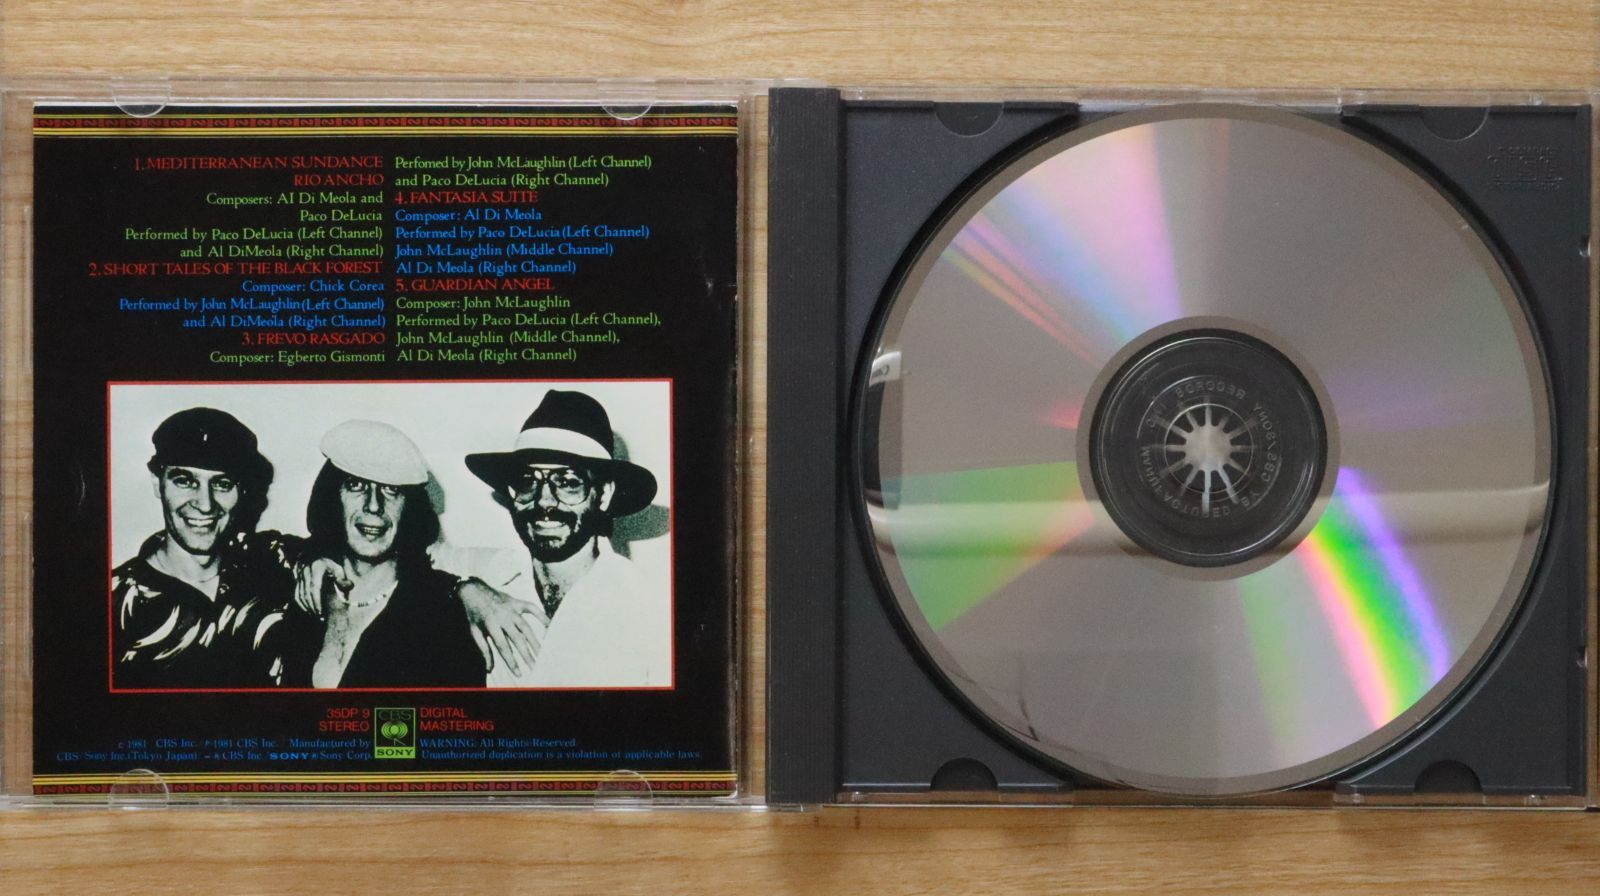 1. MEDITERRANEAN SUNDANCE
RIO ANCHO
Composers: Al Di Meola and
Paco DeLucia
Performed by Paco DeLucia (Left Channel)
and Al DiMeola (Right Channel)
2. SHORT TALES OF THE BLACK FOREST
Composer: Chick Corea
Performed by John McLaughlin (Left Channel)
and Al DiMeola (Right Channel)
3. FREVO RASGADO
Composer: Egberto Gismonti
Perfomed by John McLaughlin (Left Channel)
and Paco DeLucia (Right Channel)
4. FANTASIA SUITE
Composer: Al Di Meola
Performed by Paco DeLucia (Left Channel)
John McLaughlin (Middle Channel)
Al Di Meola (Right Channel)
5. GUARDIAN ANGEL
Composer: John McLaughlin
Performed by Paco DeLucia (Left Channel),
John McLaughlin (Middle Channel),
Al Di Meola (Right Channel)
35DP 9
STEREO
CBS
SONY
DIGITAL
MASTERING
© 1981 CBS Inc. / ℗ 1981 CBS Inc. / Manufactured by
CBS/Sony Inc. (Tokyo Japan). – ® CBS Inc. / SONY ® Sony Corp.
WARNING: All Rights Reserved.
Unauthorized duplication is a violation of applicable laws.
MANUFACTURED BY CBS/SONY RECORDS INC.